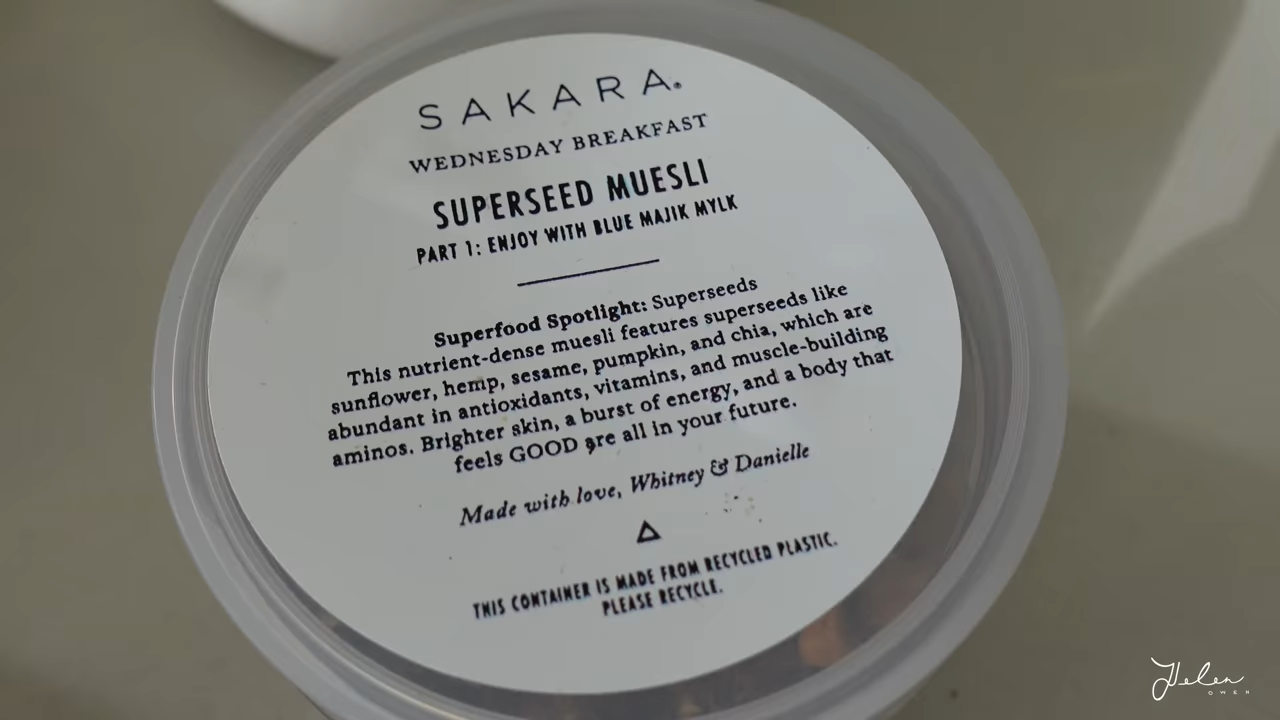 SAKARA.
WEDNESDAY BREAKFAST
SUPERSEED MUESLI
PART 1: ENJOY WITH BLUE MAJIK MYLK
Superfood Spotlight: Superseeds
This nutrient-dense muesli features superseeds like
sunflower, hemp, sesame, pumpkin, and chia, which are
abundant in antioxidants, vitamins, and muscle-building
aminos. Brighter skin, a burst of energy, and a body that
feels GOOD are all in your future.
Made with love, Whitney & Danielle
THIS CONTAINER IS MADE FROM RECYCLED PLASTIC.
PLEASE RECYCLE.
Helen
OWEN